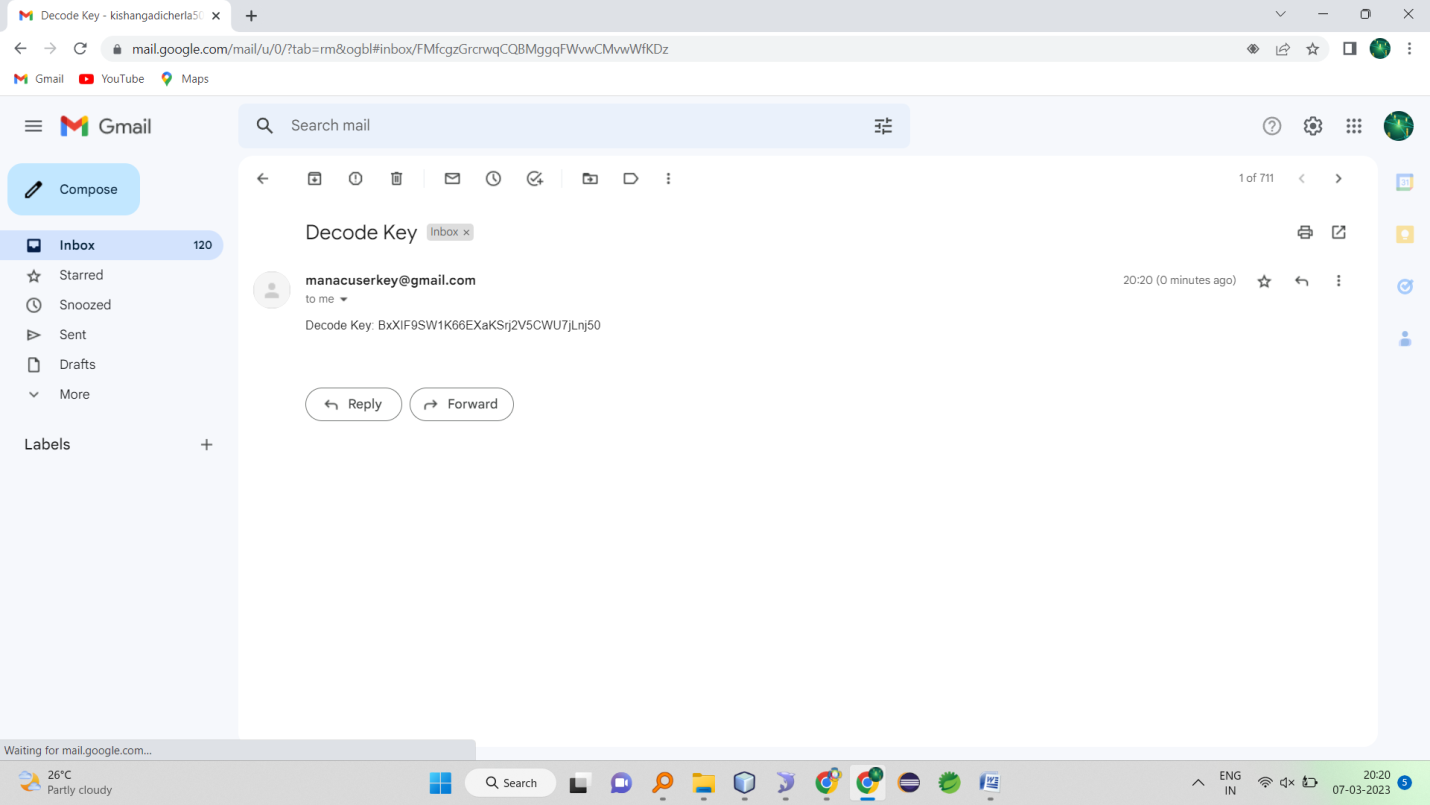 Decode Key - kishangadicherla50
mail.google.com/mail/u/0/?tab=rm&ogbl#inbox/FMfcgzGrcrwqCQBMggqFWvwCMvwWfKDz
Gmail YouTube Maps
Gmail
Search mail
Compose
1 of 711
Decode Key Inbox ×
Inbox 120
Starred
Snoozed
Sent
Drafts
More
Labels
manacuserkey@gmail.com
20:20 (0 minutes ago)
to me
Decode Key: BxXIF9SW1K66EXaKSrj2V5CWU7jLnj50
Reply Forward
31
Waiting for mail.google.com...
26°C
Partly cloudy
Search
W
ENG
IN
20:20
07-03-2023
5